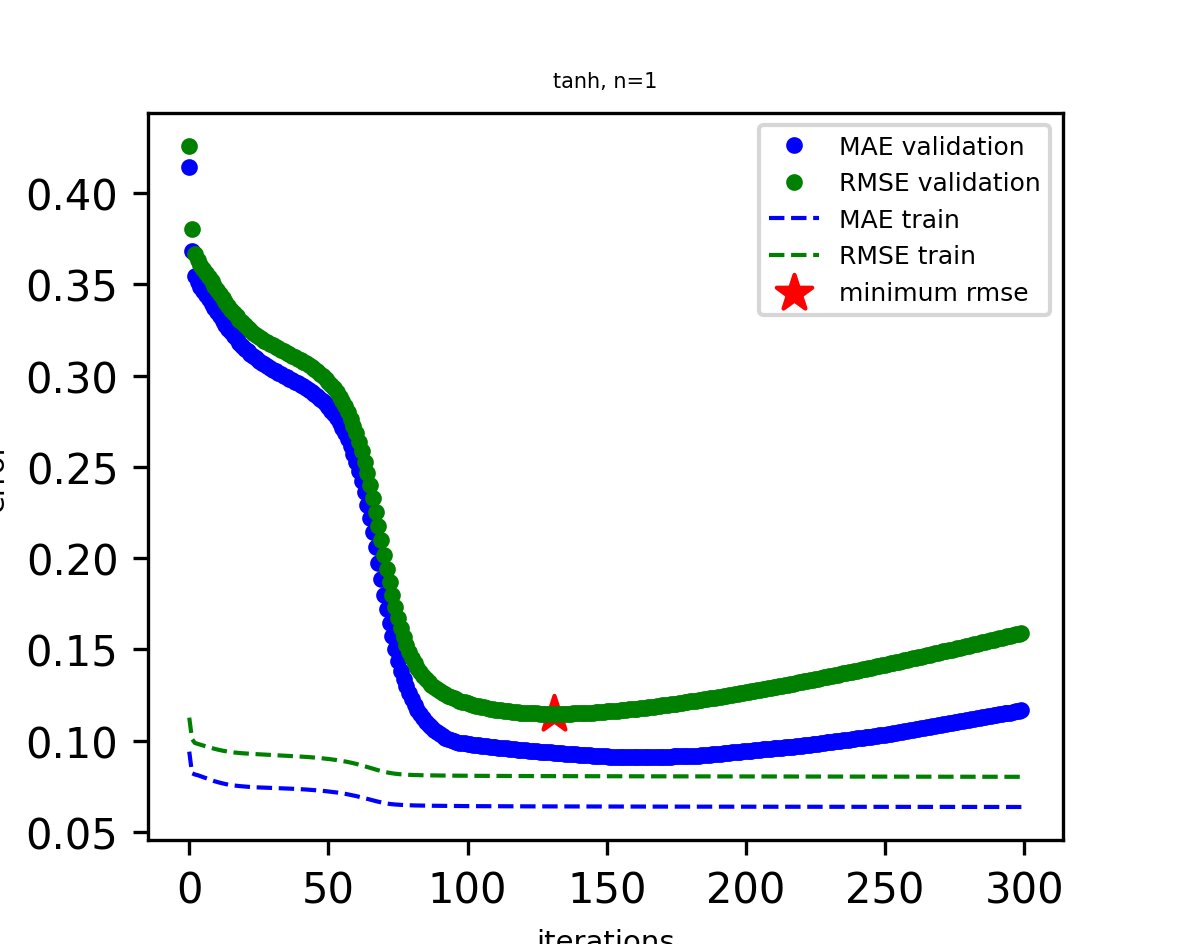 tanh, n=1
MAE validation
RMSE validation
MAE train
RMSE train
minimum rmse
0.40
0.35
0.30
0.25
0.20
0.15
0.10
0.05
0 50 100 150 200 250 300
iterations